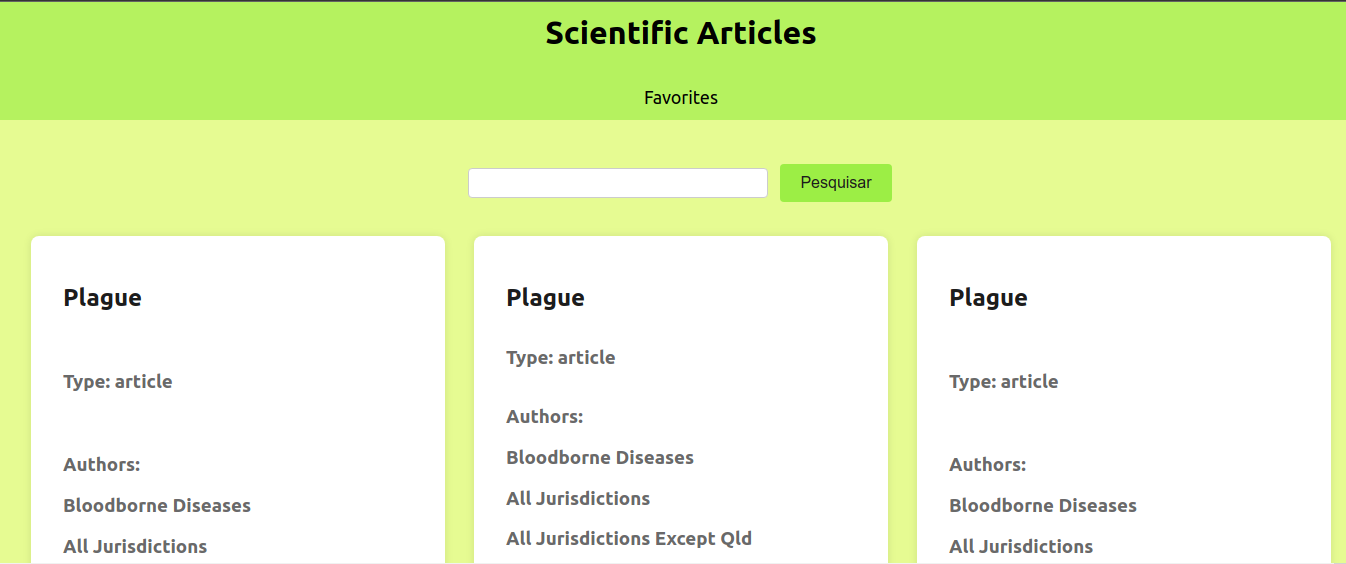 Scientific Articles
Favorites
Pesquisar
Plague
Type: article
Authors:
Bloodborne Diseases
All Jurisdictions
Plague
Type: article
Authors:
Bloodborne Diseases
All Jurisdictions
All Jurisdictions Except Qld
Plague
Type: article
Authors:
Bloodborne Diseases
All Jurisdictions